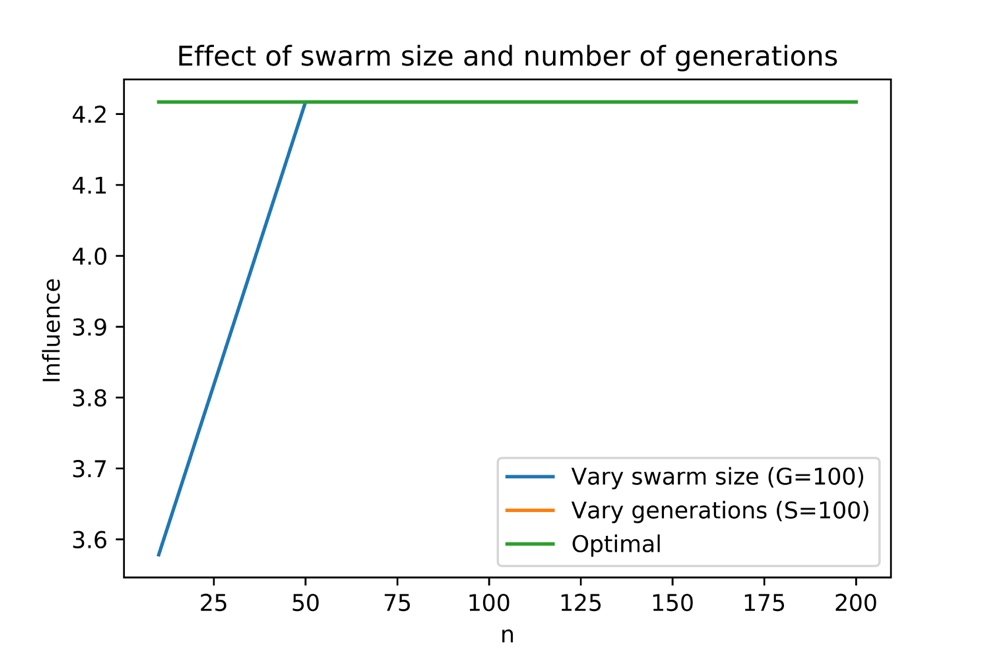 Effect of swarm size and number of generations
4.2
4.1
4.0
3.9
3.8
3.7
3.6
Influence
Vary swarm size (G=100)
Vary generations (S=100)
Optimal
25 50 75 100 125 150 175 200
n